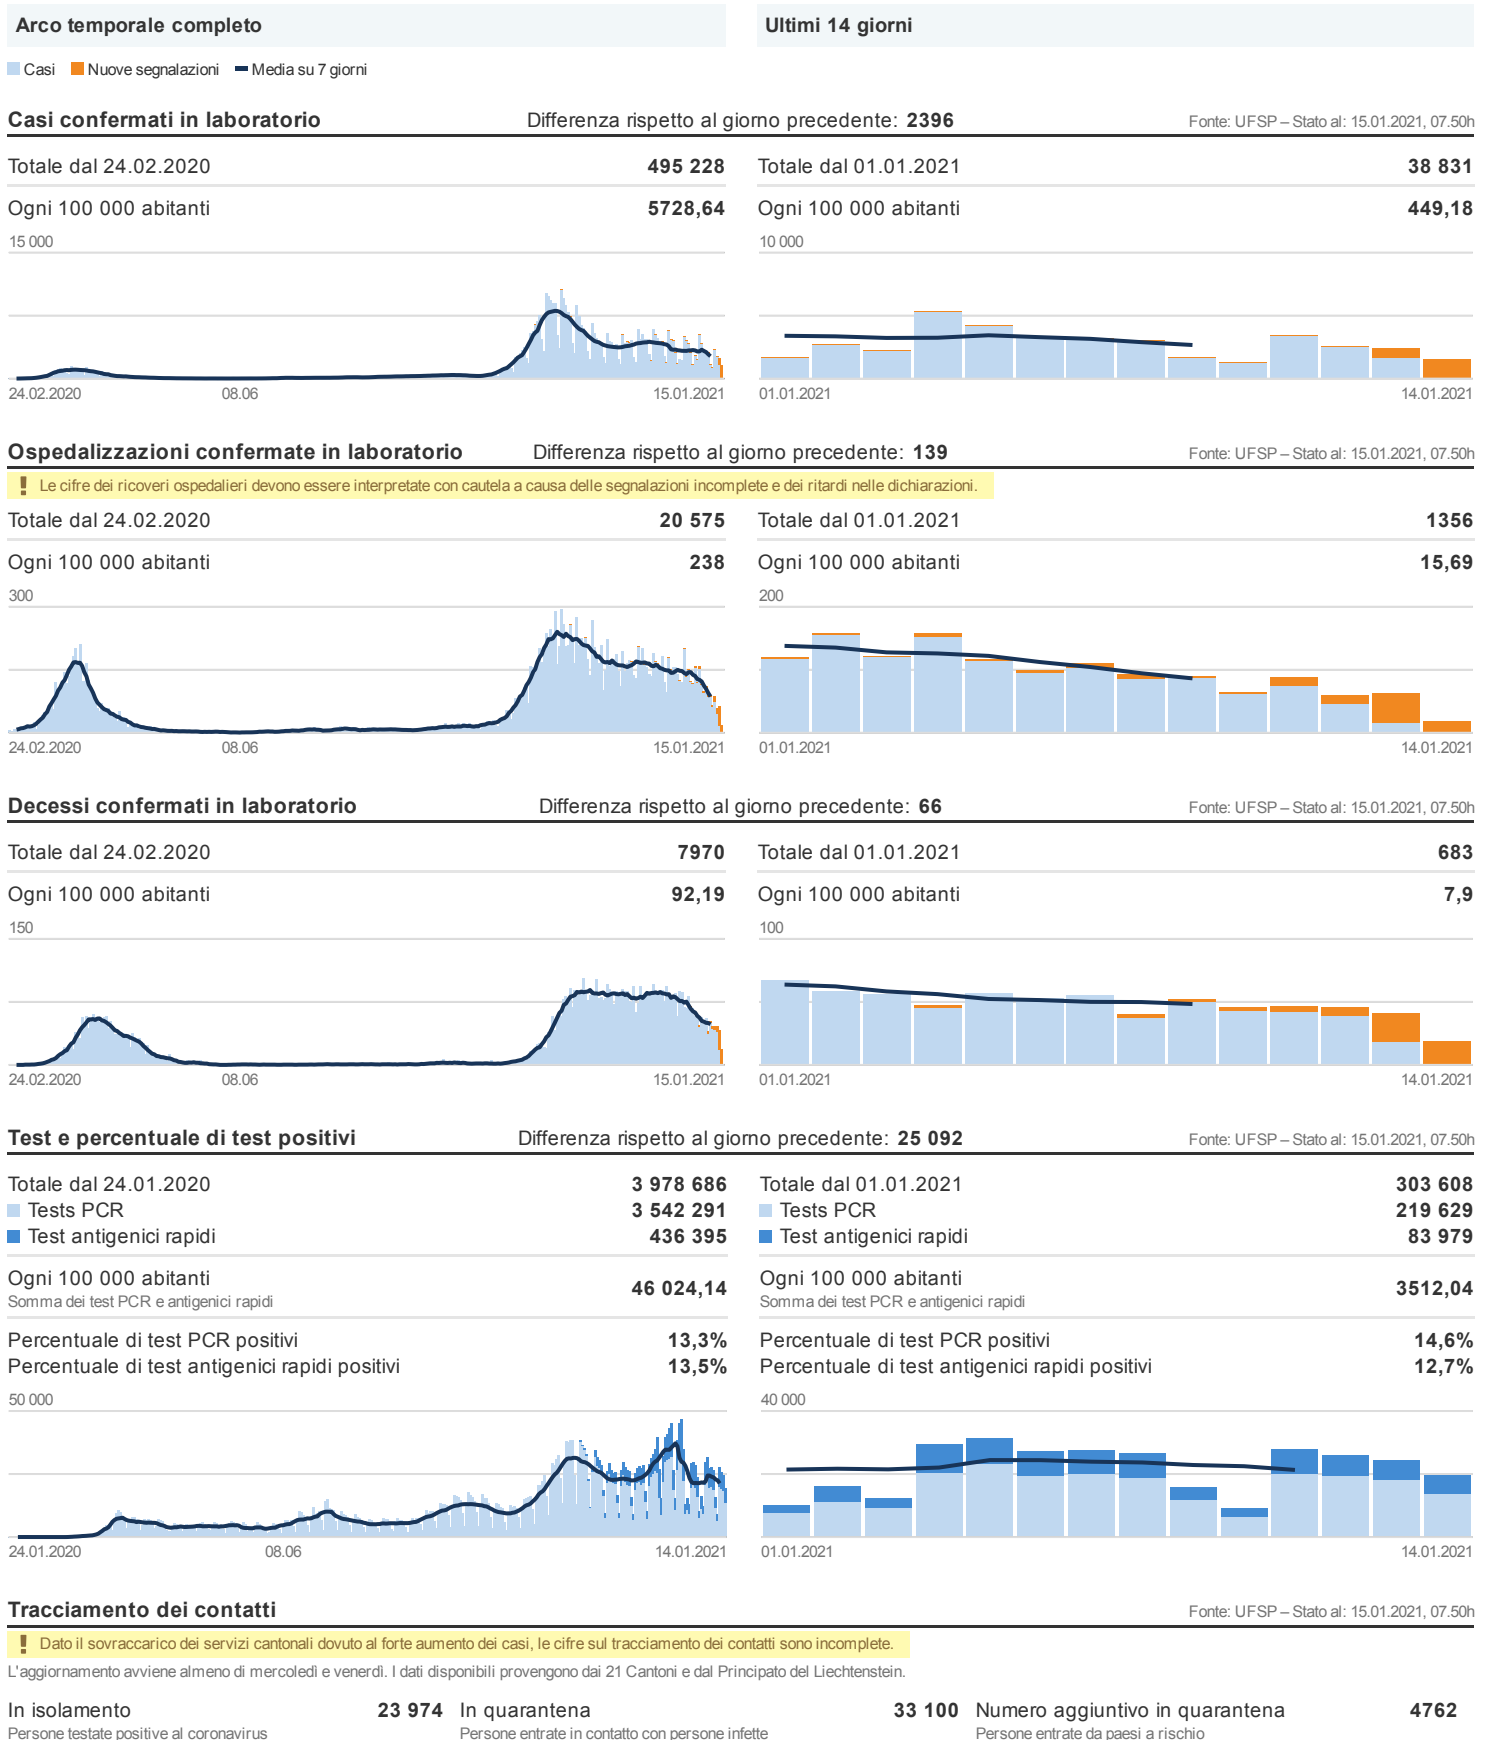 Arco temporale completo
Ultimi 14 giorni
Casi Nuove segnalazioni Media su 7 giorni
Casi confermati in laboratorio Differenza rispetto al giorno precedente: 2396 Fonte: UFSP – Stato al: 15.01.2021, 07.50h
Totale dal 24.02.2020 495 228
Ogni 100 000 abitanti 5728,64
15 000
24.02.2020 08.06 15.01.2021
Totale dal 01.01.2021 38 831
Ogni 100 000 abitanti 449,18
10 000
01.01.2021 14.01.2021
Ospedalizzazioni confermate in laboratorio Differenza rispetto al giorno precedente: 139 Fonte: UFSP – Stato al: 15.01.2021, 07.50h
! Le cifre dei ricoveri ospedalieri devono essere interpretate con cautela a causa delle segnalazioni incomplete e dei ritardi nelle dichiarazioni.
Totale dal 24.02.2020 20 575
Ogni 100 000 abitanti 238
300
24.02.2020 08.06 15.01.2021
Totale dal 01.01.2021 1356
Ogni 100 000 abitanti 15,69
200
01.01.2021 14.01.2021
Decessi confermati in laboratorio Differenza rispetto al giorno precedente: 66 Fonte: UFSP – Stato al: 15.01.2021, 07.50h
Totale dal 24.02.2020 7970
Ogni 100 000 abitanti 92,19
150
24.02.2020 08.06 15.01.2021
Totale dal 01.01.2021 683
Ogni 100 000 abitanti 7,9
100
01.01.2021 14.01.2021
Test e percentuale di test positivi Differenza rispetto al giorno precedente: 25 092 Fonte: UFSP – Stato al: 15.01.2021, 07.50h
Totale dal 24.01.2020 3 978 686
Tests PCR 3 542 291
Test antigenici rapidi 436 395
Ogni 100 000 abitanti 46 024,14
Somma dei test PCR e antigenici rapidi
Percentuale di test PCR positivi 13,3%
Percentuale di test antigenici rapidi positivi 13,5%
50 000
24.01.2020 08.06 14.01.2021
Totale dal 01.01.2021 303 608
Tests PCR 219 629
Test antigenici rapidi 83 979
Ogni 100 000 abitanti 3512,04
Somma dei test PCR e antigenici rapidi
Percentuale di test PCR positivi 14,6%
Percentuale di test antigenici rapidi positivi 12,7%
40 000
01.01.2021 14.01.2021
Tracciamento dei contatti Fonte: UFSP – Stato al: 15.01.2021, 07.50h
! Dato il sovraccarico dei servizi cantonali dovuto al forte aumento dei casi, le cifre sul tracciamento dei contatti sono incomplete.
L'aggiornamento avviene almeno di mercoledì e venerdì. I dati disponibili provengono dai 21 Cantoni e dal Principato del Liechtenstein.
In isolamento 23 974
Persone testate positive al coronavirus
In quarantena 33 100
Persone entrate in contatto con persone infette
Numero aggiuntivo in quarantena 4762
Persone entrate da paesi a rischio